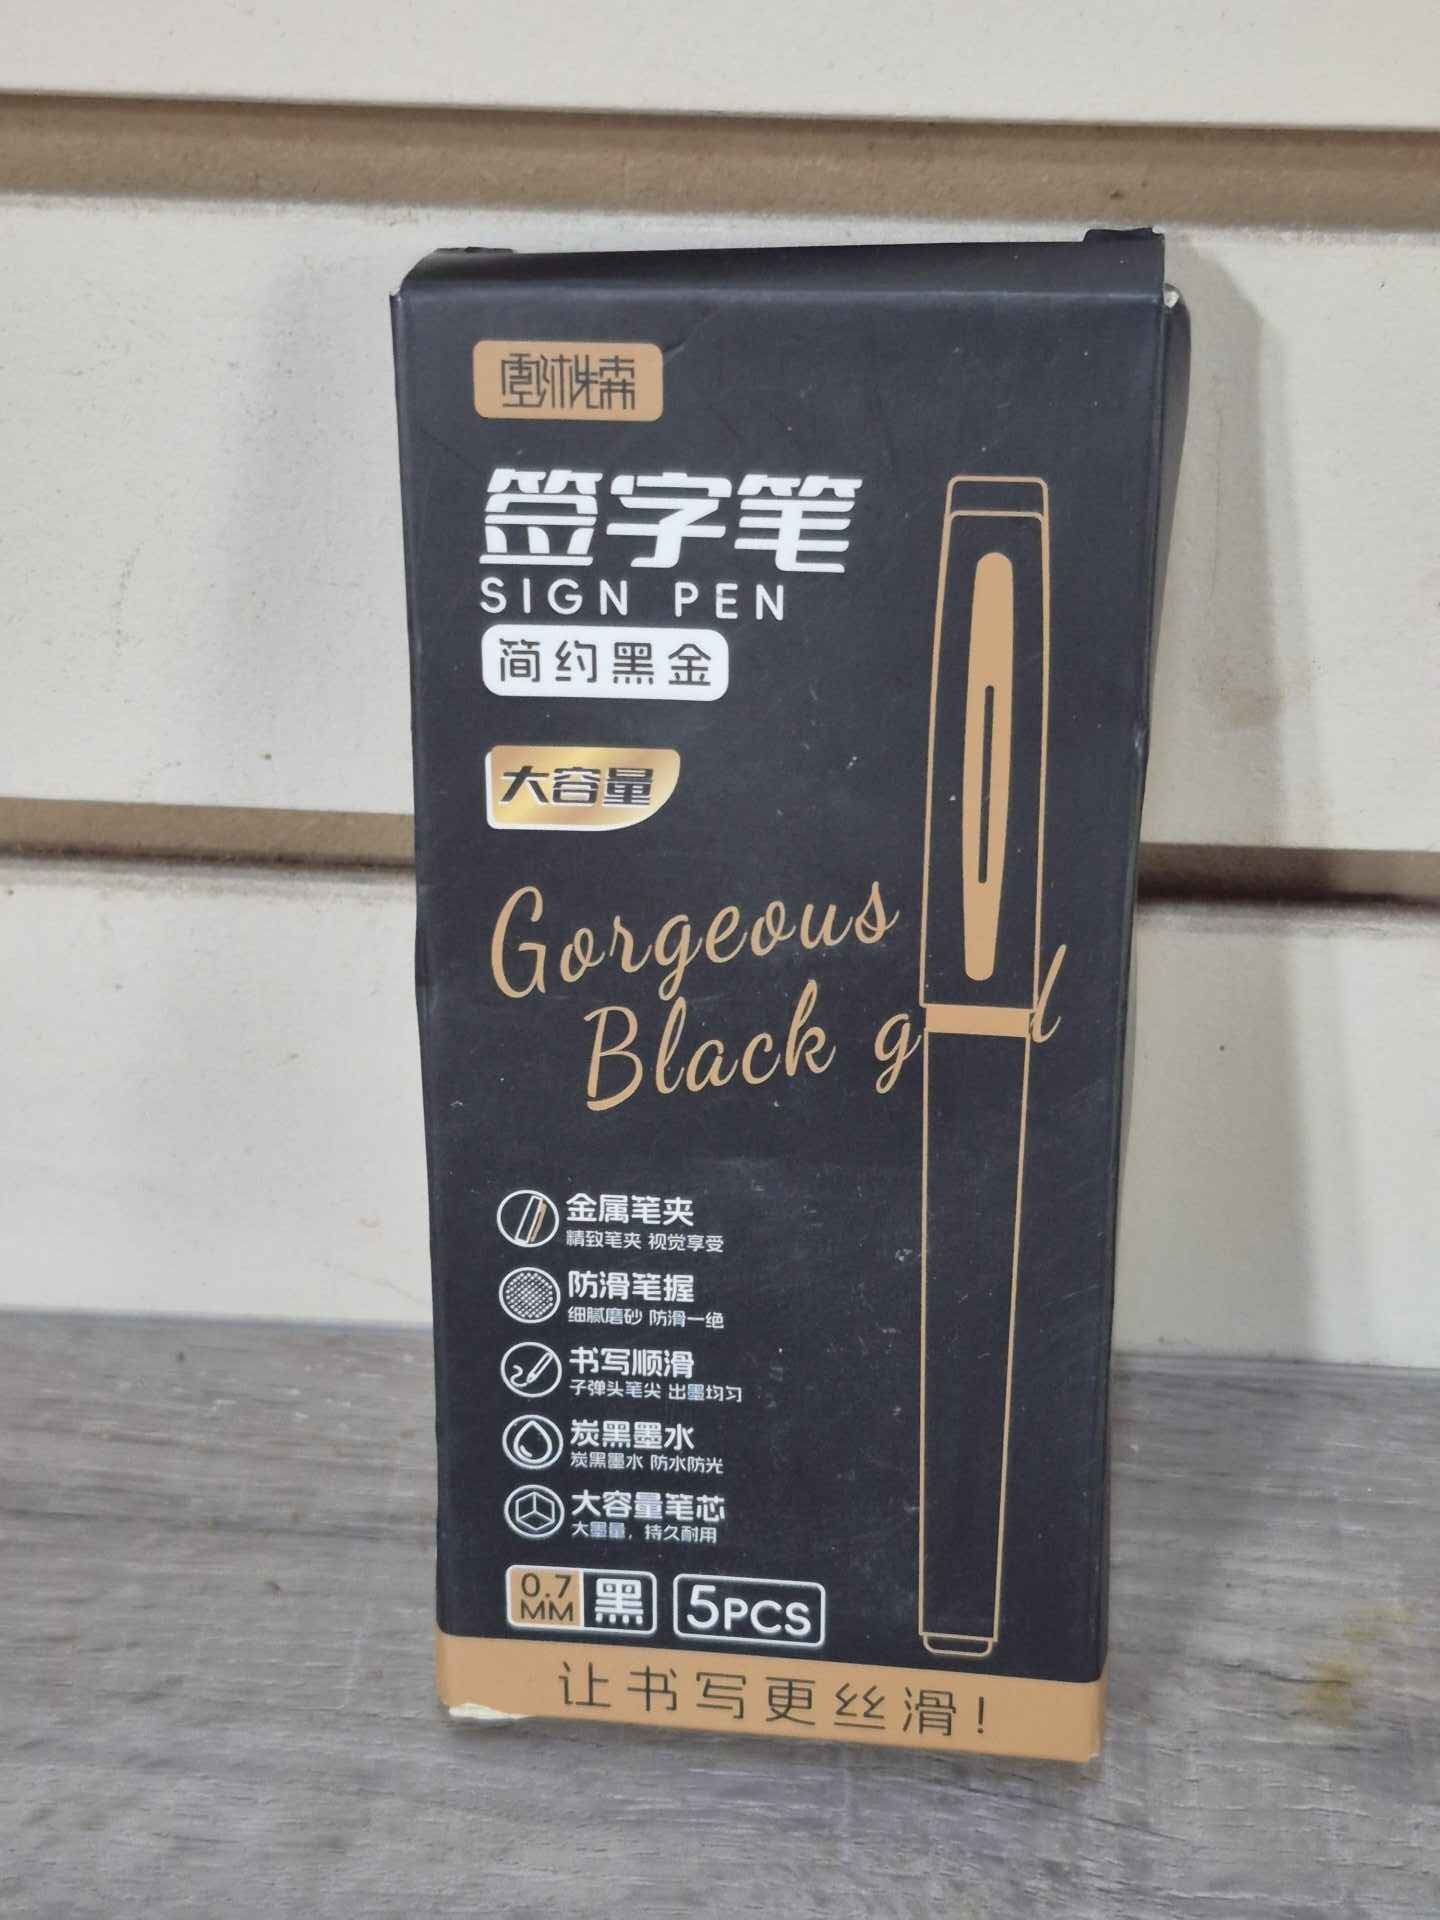 签字笔
SIGN PEN
简约黑金
大容量
Gorgeous
Black g d
金属笔夹
精致笔夹 视觉享受
防滑笔握
细腻磨砂 防滑一绝
书写顺滑
子弹头笔尖 出墨均匀
炭黑墨水
炭黑墨水 防水防光
大容量笔芯
大墨量，持久耐用
0.7
MM
黑
5PCS
让书写更丝滑！